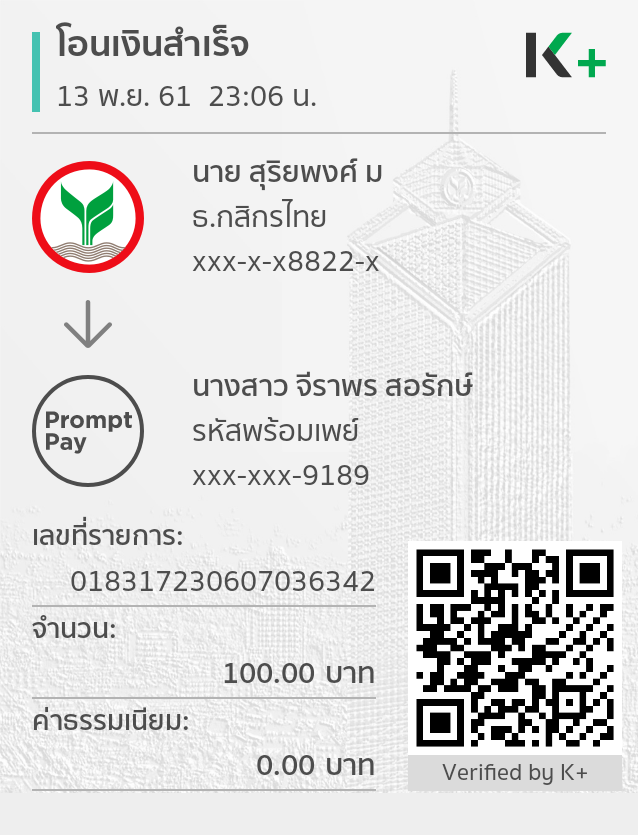 โอนเงินสำเร็จ
13 พ.ย. 61 23:06 น.
K+
นาย สุริยพงศ์ ม
ธ.กสิกรไทย
xxx-x-x8822-x
Prompt
Pay
นางสาว จีราพร สอรักษ์
รหัสพร้อมเพย์
xxx-xxx-9189
เลขที่รายการ:
018317230607036342
จำนวน:
100.00 บาท
ค่าธรรมเนียม:
0.00 บาท
Verified by K+